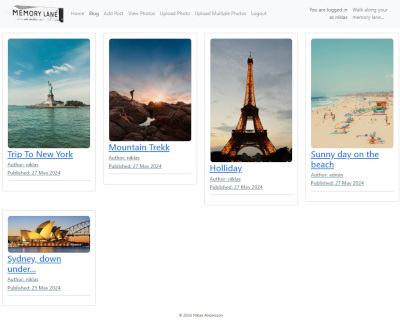 MEMORY LANE
Home Blog Add Post View Photos Upload Photo Upload Multiple Photos Logout
You are logged in
as niklas
Walk along your
memory lane...
Trip To New York
Author: niklas
Published: 27 May 2024
Mountain Trekk
Author: niklas
Published: 27 May 2024
Holliday
Author: niklas
Published: 27 May 2024
Sunny day on the
beach
Author: admin
Published: 27 May 2024
Sydney, down
under...
Author: niklas
Published: 23 May 2024
© 2024 Niklas Antonsson